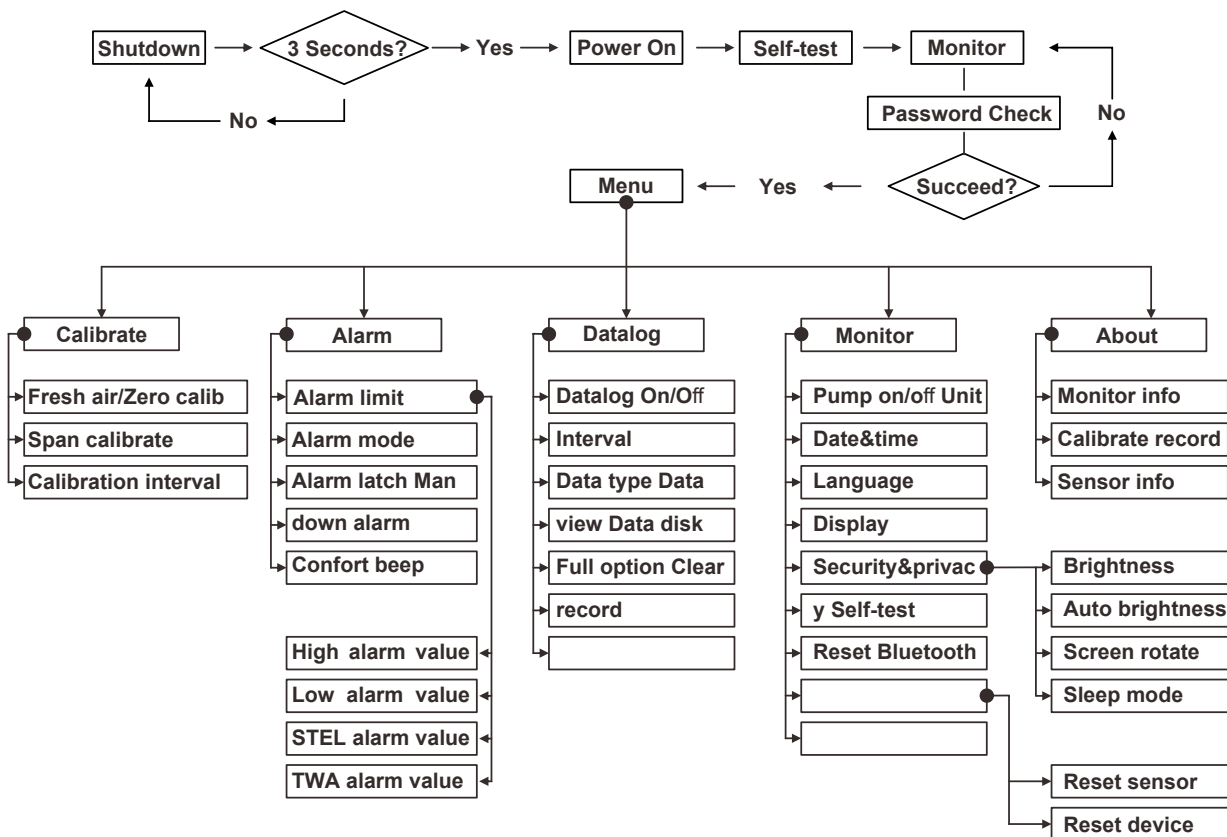 Shutdown
3 Seconds?
Yes
Power On
Self-test
Monitor
No
Password Check
No
Menu
Yes
Succeed?
Calibrate
Fresh air/Zero calib
Span calibrate
Calibration interval
Alarm
Alarm limit
Alarm mode
Alarm latch Man
down alarm
Confort beep
High alarm value
Low alarm value
STEL alarm value
TWA alarm value
Datalog
Datalog On/Off
Interval
Data type Data
view Data disk
Full option Clear
record
Monitor
Pump on/off Unit
Date&time
Language
Display
Security&privac
y Self-test
Reset Bluetooth
About
Monitor info
Calibrate record
Sensor info
Brightness
Auto brightness
Screen rotate
Sleep mode
Reset sensor
Reset device